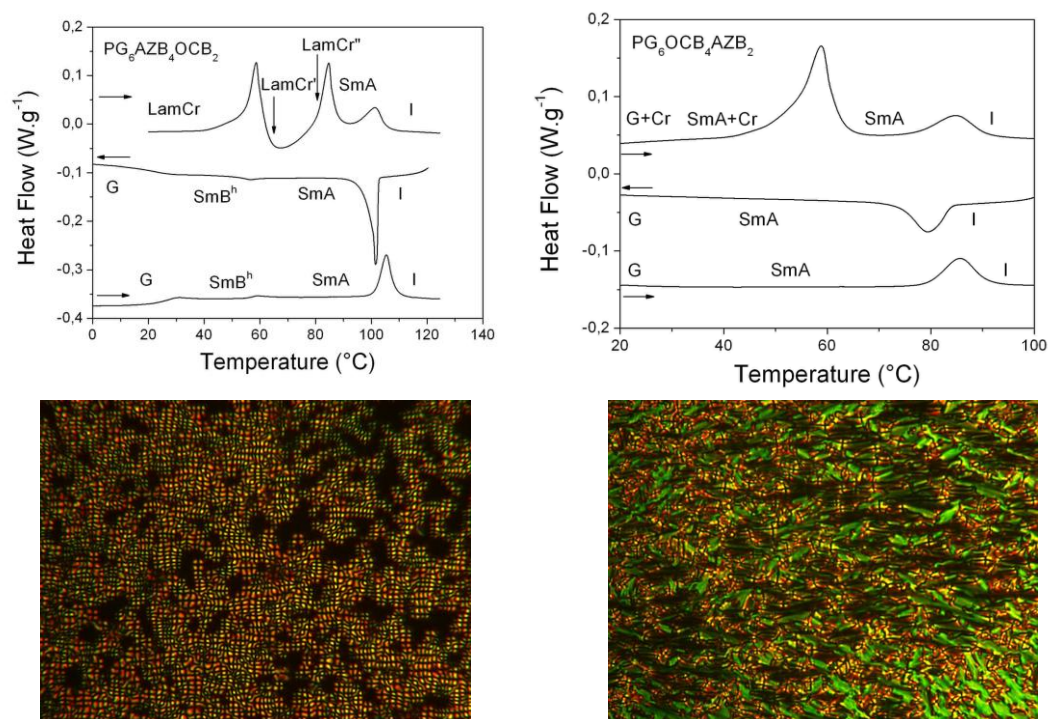 PG₆AZB₄OCB₂
LamCr"
LamCr'
SmA
LamCr
I
G
SmBʰ
SmA
I
G
SmBʰ
SmA
I
0,2
0,1
0,0
-0,1
-0,2
-0,3
-0,4
Heat Flow (W.g⁻¹)
0 20 40 60 80 100 120 140
Temperature (°C)
PG₆OCB₄AZB₂
G+Cr SmA+Cr SmA I
G SmA I
G SmA I
0,2
0,1
0,0
-0,1
-0,2
Heat Flow (W.g⁻¹)
20 40 60 80 100
Temperature (°C)